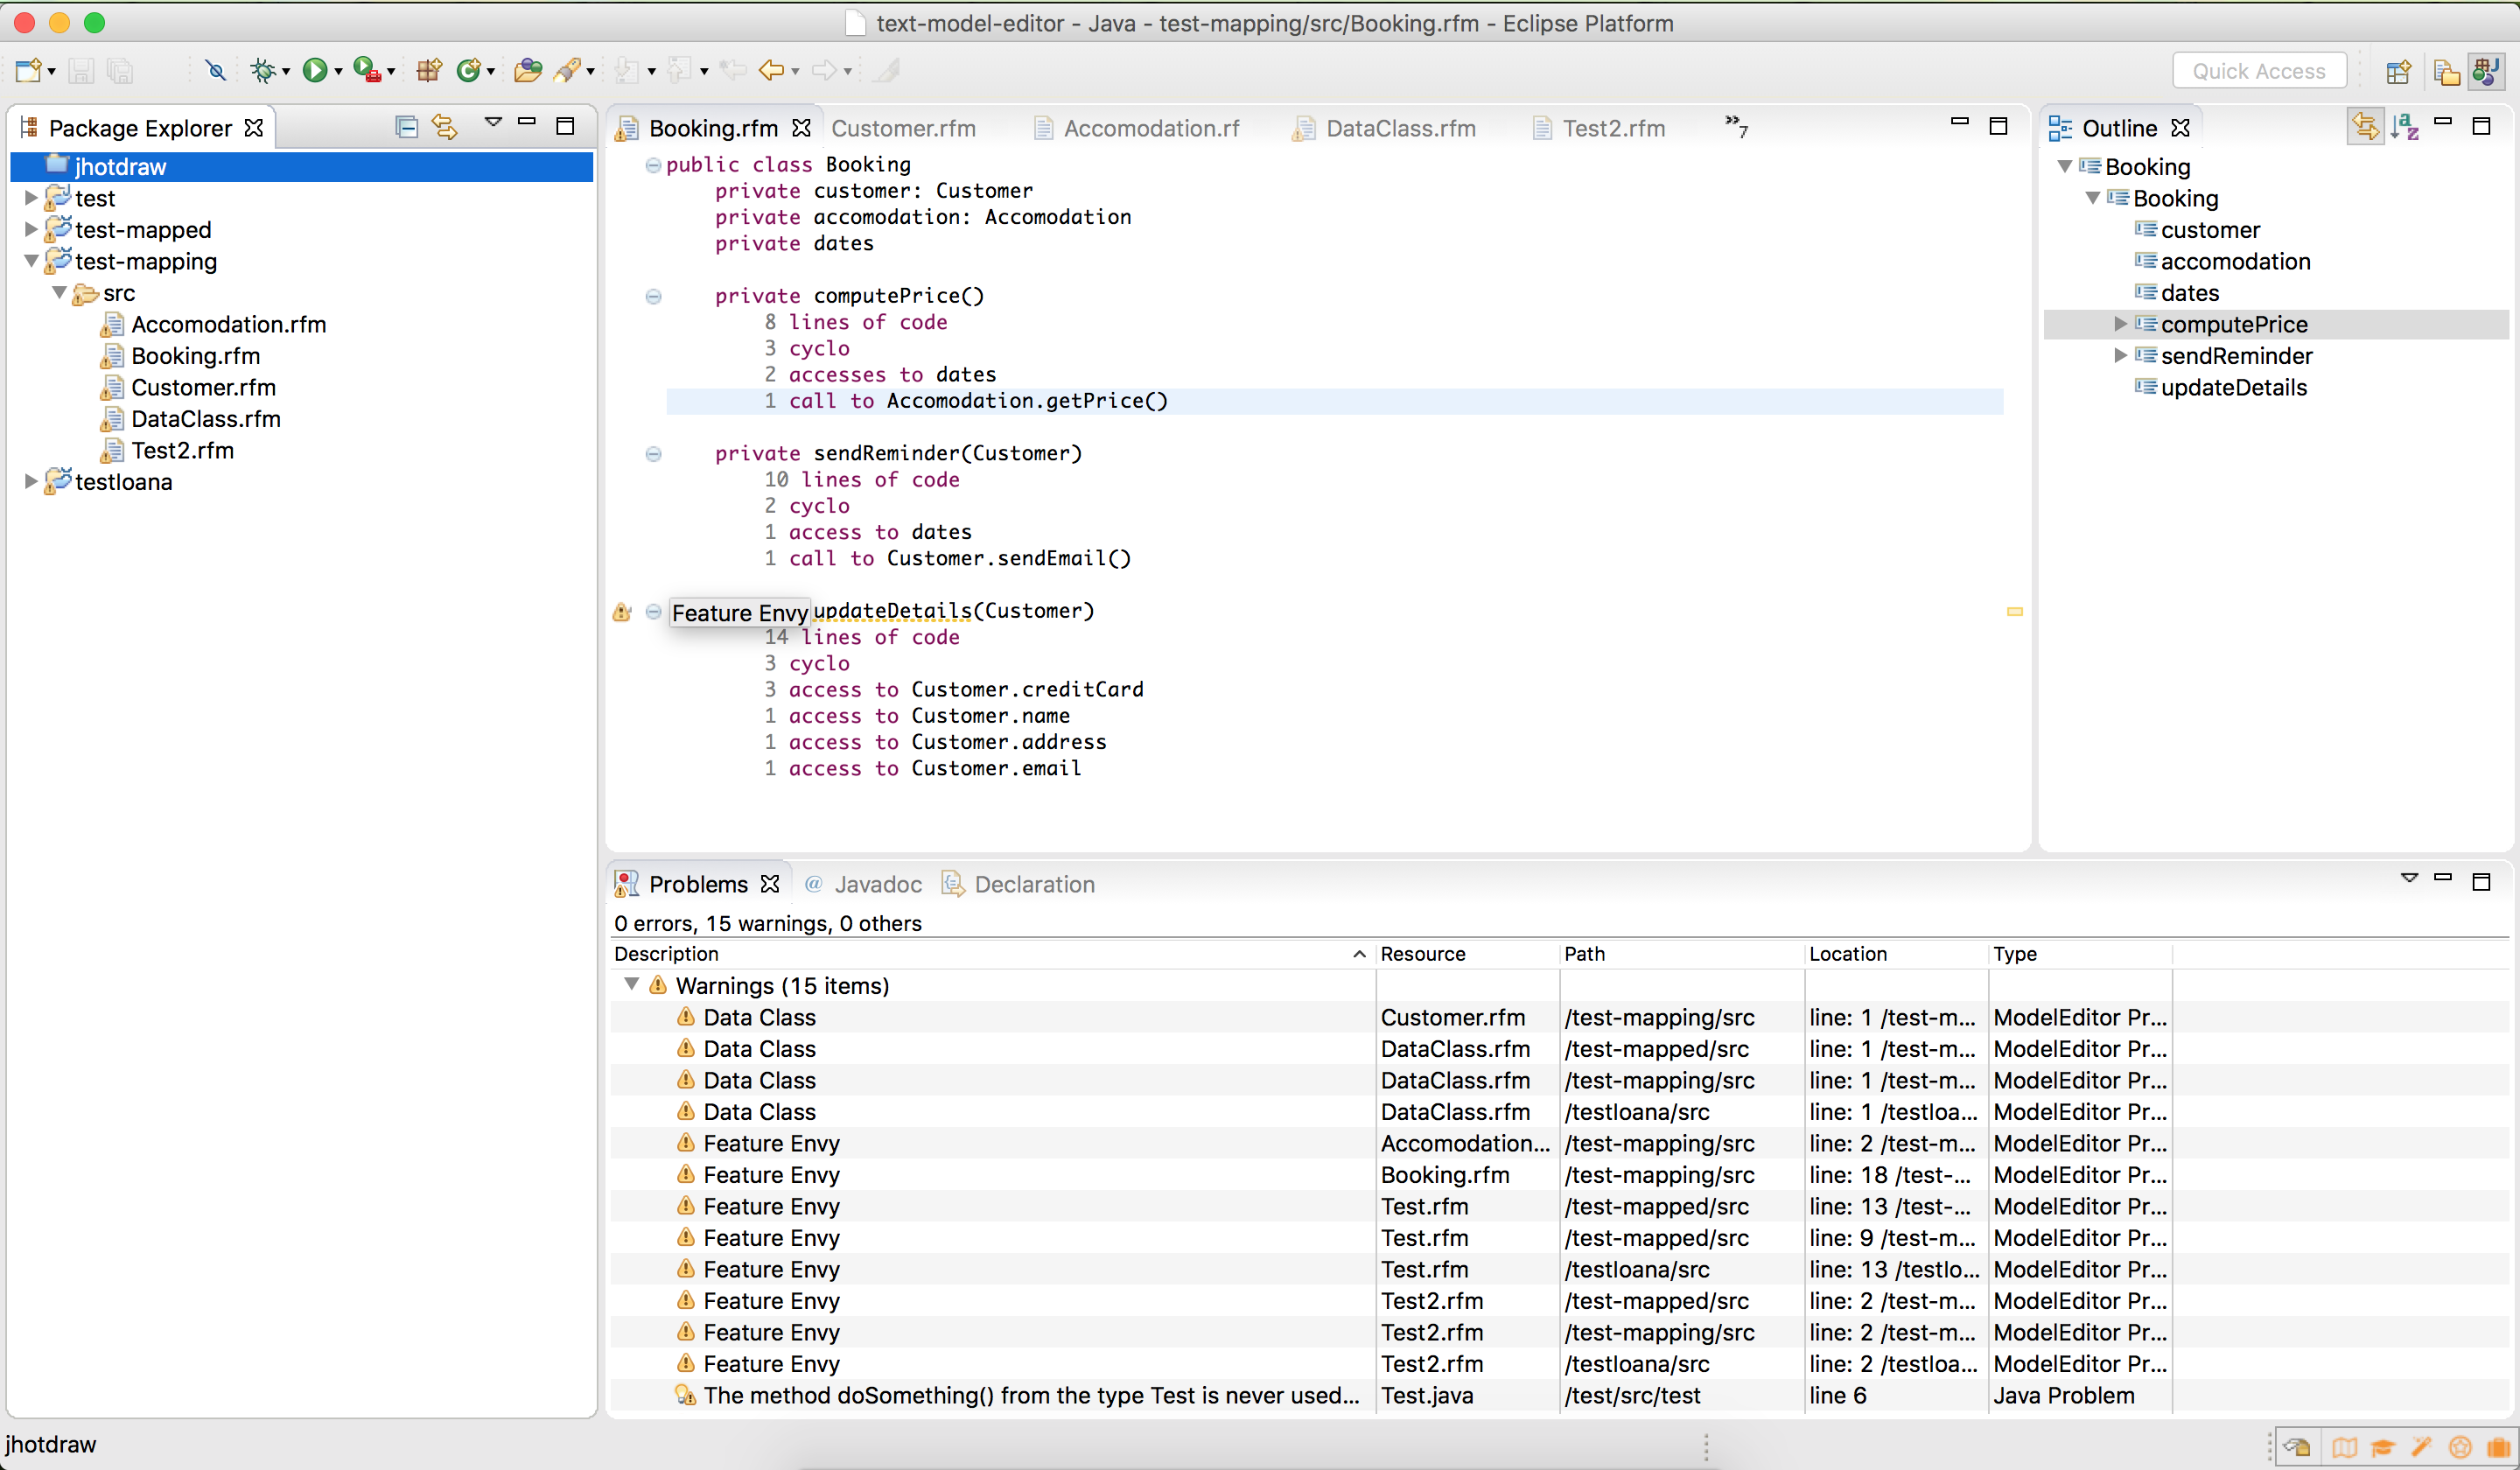 text-model-editor - Java - test-mapping/src/Booking.rfm - Eclipse Platform
Quick Access
Package Explorer
jhotdraw
test
test-mapped
test-mapping
src
Accomodation.rfm
Booking.rfm
Customer.rfm
DataClass.rfm
Test2.rfm
testIoana
Booking.rfm Customer.rfm Accomodation.rf DataClass.rfm Test2.rfm »7
public class Booking
private customer: Customer
private accomodation: Accomodation
private dates
private computePrice()
8 lines of code
3 cyclo
2 accesses to dates
1 call to Accomodation.getPrice()
private sendReminder(Customer)
10 lines of code
2 cyclo
1 access to dates
1 call to Customer.sendEmail()
Feature Envy updateDetails(Customer)
14 lines of code
3 cyclo
3 access to Customer.creditCard
1 access to Customer.name
1 access to Customer.address
1 access to Customer.email
Outline
Booking
Booking
customer
accomodation
dates
computePrice
sendReminder
updateDetails
Problems @ Javadoc Declaration
0 errors, 15 warnings, 0 others
Description Resource Path Location Type
Warnings (15 items)
Data Class Customer.rfm /test-mapping/src line: 1 /test-m... ModelEditor Pr...
Data Class DataClass.rfm /test-mapped/src line: 1 /test-m... ModelEditor Pr...
Data Class DataClass.rfm /test-mapping/src line: 1 /test-m... ModelEditor Pr...
Data Class DataClass.rfm /testIoana/src line: 1 /testIoa... ModelEditor Pr...
Feature Envy Accomodation... /test-mapping/src line: 2 /test-m... ModelEditor Pr...
Feature Envy Booking.rfm /test-mapping/src line: 18 /test-... ModelEditor Pr...
Feature Envy Test.rfm /test-mapped/src line: 13 /test-... ModelEditor Pr...
Feature Envy Test.rfm /test-mapped/src line: 9 /test-m... ModelEditor Pr...
Feature Envy Test.rfm /testIoana/src line: 13 /testIo... ModelEditor Pr...
Feature Envy Test2.rfm /test-mapped/src line: 2 /test-m... ModelEditor Pr...
Feature Envy Test2.rfm /test-mapping/src line: 2 /test-m... ModelEditor Pr...
Feature Envy Test2.rfm /testIoana/src line: 2 /testIoa... ModelEditor Pr...
The method doSomething() from the type Test is never used... Test.java /test/src/test line 6 Java Problem
jhotdraw